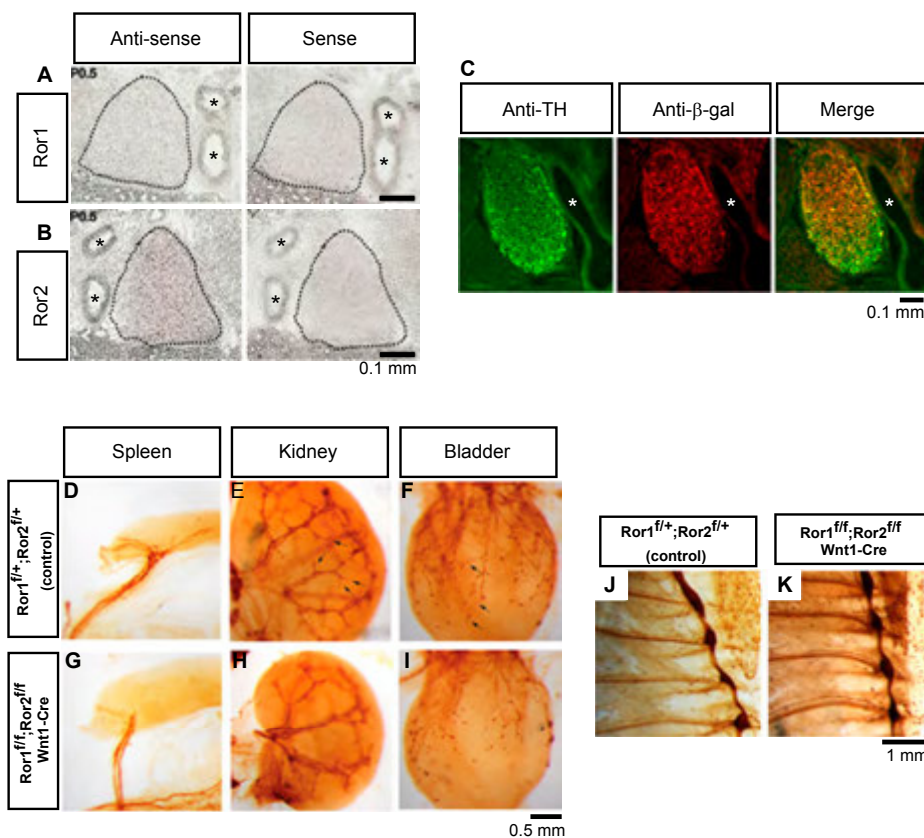 Anti-sense
Sense
A
P0.5
*
*
*
*
Ror1
B
P0.5
*
*
*
*
Ror2
0.1 mm
C
Anti-TH
Anti-β-gal
Merge
*
*
*
0.1 mm
Spleen
Kidney
Bladder
Ror1f/+;Ror2f/+
(control)
D
E
F
Ror1f/f;Ror2f/f
Wnt1-Cre
G
H
I
0.5 mm
Ror1f/+;Ror2f/+
(control)
Ror1f/f;Ror2f/f
Wnt1-Cre
J
K
1 mm